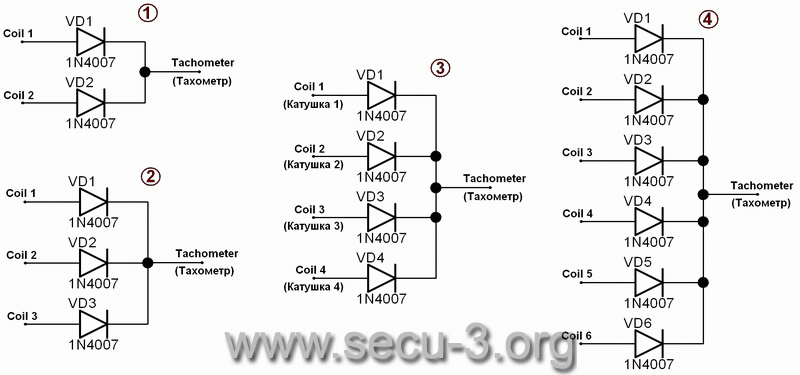 1
VD1
Coil 1
1N4007
Tachometer
(Тахометр)
VD2
Coil 2
1N4007
2
VD1
Coil 1
1N4007
VD2
Coil 2
1N4007
Tachometer
(Тахометр)
VD3
Coil 3
1N4007
3
VD1
Coil 1
(Катушка 1)
1N4007
VD2
Coil 2
(Катушка 2)
1N4007
Tachometer
(Тахометр)
VD3
Coil 3
(Катушка 3)
1N4007
VD4
Coil 4
(Катушка 4)
1N4007
4
VD1
Coil 1
1N4007
VD2
Coil 2
1N4007
VD3
Coil 3
1N4007
Tachometer
(Тахометр)
VD4
Coil 4
1N4007
VD5
Coil 5
1N4007
VD6
Coil 6
1N4007
www.secu-3.org